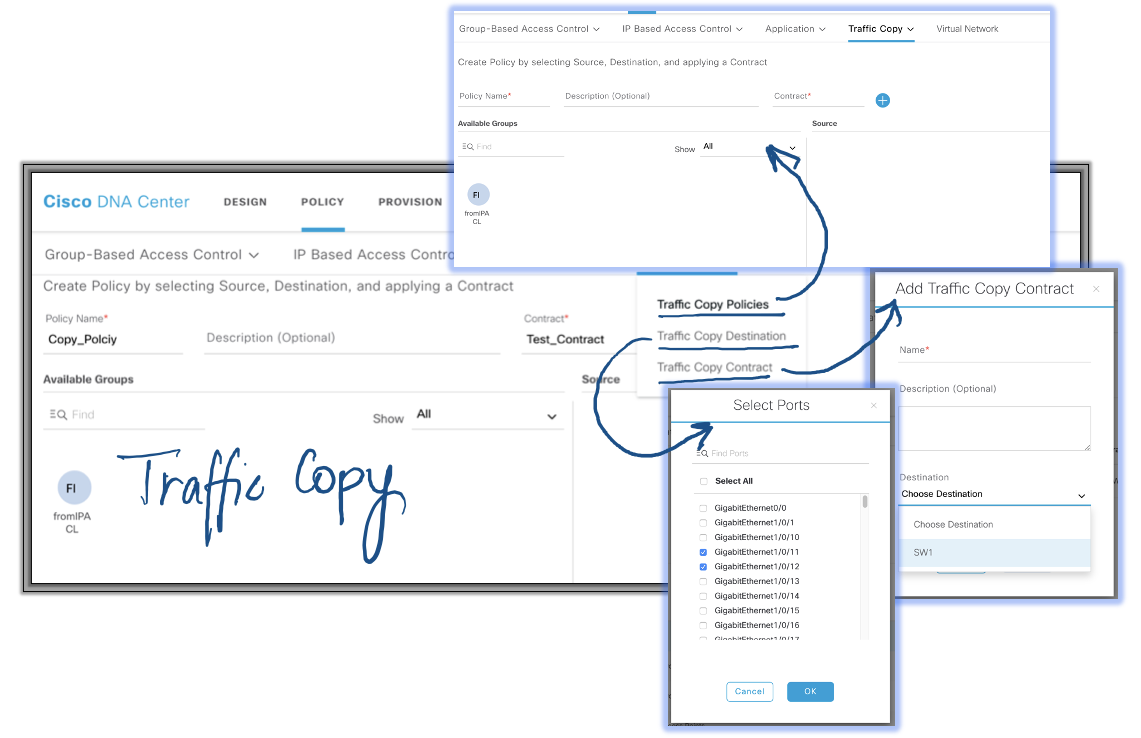 Group-Based Access Control
IP Based Access Control
Application
Traffic Copy
Virtual Network
Create Policy by selecting Source, Destination, and applying a Contract
Policy Name*
Description (Optional)
Contract*
Available Groups
Source
Find
Show
All
FI
fromIPA
CL
Cisco DNA Center
DESIGN
POLICY
PROVISION
Group-Based Access Control
IP Based Access Contro
Create Policy by selecting Source, Destination, and applying a Contract
Policy Name*
Copy_Polciy
Description (Optional)
Contract*
Test_Contract
Available Groups
Source
Find
Show
All
FI
fromIPA
CL
Traffic Copy
Traffic Copy Policies
Traffic Copy Destination
Traffic Copy Contract
Add Traffic Copy Contract
Name*
Description (Optional)
Destination
Choose Destination
Choose Destination
SW1
Select Ports
Find Ports
Select All
GigabitEthernet0/0
GigabitEthernet1/0/1
GigabitEthernet1/0/10
GigabitEthernet1/0/11
GigabitEthernet1/0/12
GigabitEthernet1/0/13
GigabitEthernet1/0/14
GigabitEthernet1/0/15
GigabitEthernet1/0/16
GigabitEthernet1/0/17
Cancel
OK